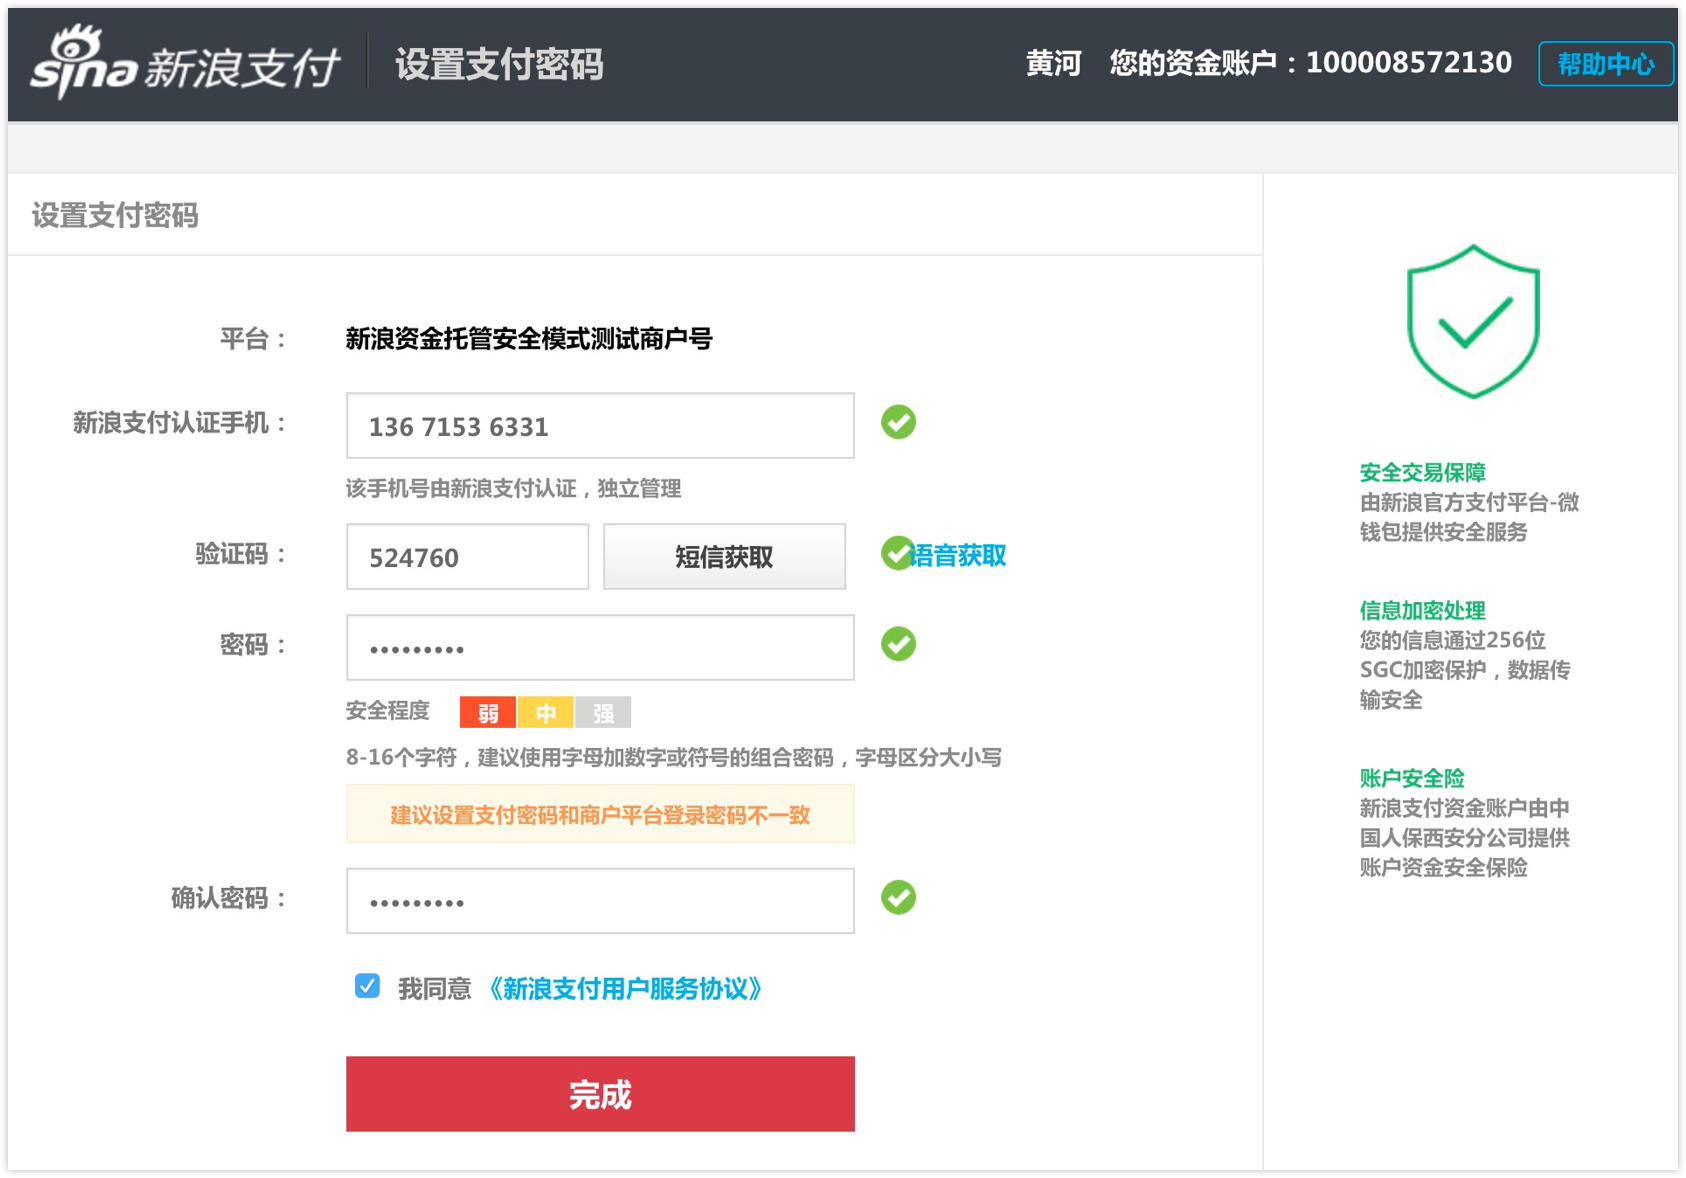 sina新浪支付 设置支付密码 黄河 您的资金账户：100008572130 帮助中心
设置支付密码
平台： 新浪资金托管安全模式测试商户号
新浪支付认证手机： 136 7153 6331
该手机号由新浪支付认证，独立管理
验证码： 524760 短信获取 语音获取
密码： •••••••••
安全程度 弱 中 强
8-16个字符，建议使用字母加数字或符号的组合密码，字母区分大小写
建议设置支付密码和商户平台登录密码不一致
确认密码： •••••••••
我同意 《新浪支付用户服务协议》
完成
安全交易保障
由新浪官方支付平台-微
钱包提供安全服务
信息加密处理
您的信息通过256位
SGC加密保护，数据传
输安全
账户安全险
新浪支付资金账户由中
国人保西安分公司提供
账户资金安全保险